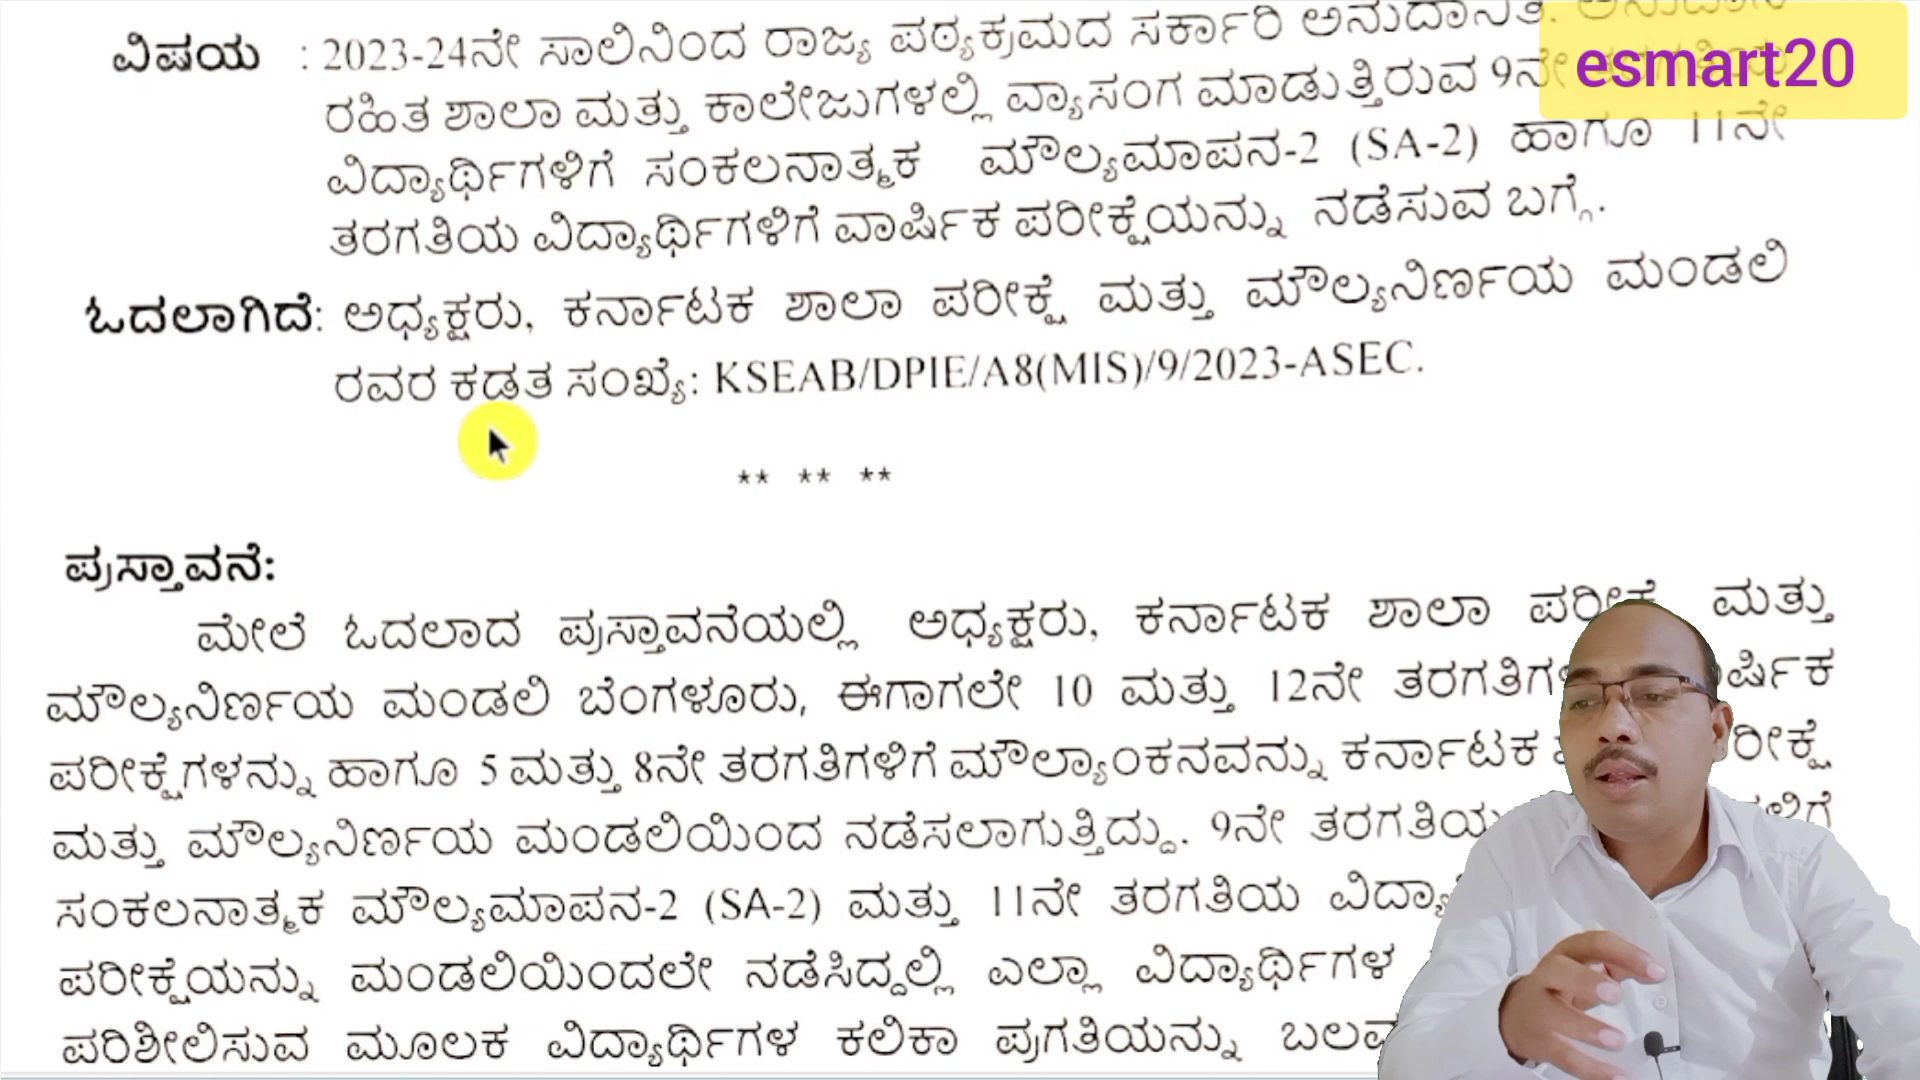 ವಿಷಯ : 2023-24ನೇ ಸಾಲಿನಿಂದ ರಾಜ್ಯ ಪಠ್ಯಕ್ರಮದ ಸರ್ಕಾರಿ ಅನುದಾನಿತ.
esmart20
ರಹಿತ ಶಾಲಾ ಮತ್ತು ಕಾಲೇಜುಗಳಲ್ಲಿ ವ್ಯಾಸಂಗ ಮಾಡುತ್ತಿರುವ 9ನೇ
ವಿದ್ಯಾರ್ಥಿಗಳಿಗೆ ಸಂಕಲನಾತ್ಮಕ ಮೌಲ್ಯಮಾಪನ-2 (SA-2) ಹಾಗೂ 11ನೇ
ತರಗತಿಯ ವಿದ್ಯಾರ್ಥಿಗಳಿಗೆ ವಾರ್ಷಿಕ ಪರೀಕ್ಷೆಯನ್ನು ನಡೆಸುವ ಬಗ್ಗೆ.
ಓದಲಾಗಿದೆ: ಅಧ್ಯಕ್ಷರು, ಕರ್ನಾಟಕ ಶಾಲಾ ಪರೀಕ್ಷೆ ಮತ್ತು ಮೌಲ್ಯನಿರ್ಣಯ ಮಂಡಲಿ
ರವರ ಕಡತ ಸಂಖ್ಯೆ: KSEAB/DPIE/A8(MIS)/9/2023-ASEC.
** ** **
ಪ್ರಸ್ತಾವನೆ:
ಮೇಲೆ ಓದಲಾದ ಪ್ರಸ್ತಾವನೆಯಲ್ಲಿ ಅಧ್ಯಕ್ಷರು, ಕರ್ನಾಟಕ ಶಾಲಾ ಪರೀಕ್ಷೆ ಮತ್ತು
ಮೌಲ್ಯನಿರ್ಣಯ ಮಂಡಲಿ ಬೆಂಗಳೂರು, ಈಗಾಗಲೇ 10 ಮತ್ತು 12ನೇ
ಪರೀಕ್ಷೆಗಳನ್ನು ಹಾಗೂ 5 ಮತ್ತು 8ನೇ ತರಗತಿಗಳಿಗೆ ಮೌಲ್ಯಾಂಕನವನ್ನು ಕರ್ನಾಟಕ
ಮತ್ತು ಮೌಲ್ಯನಿರ್ಣಯ ಮಂಡಲಿಯಿಂದ ನಡೆಸಲಾಗುತ್ತಿದ್ದು. 9ನೇ ತರಗತಿಯ
ಸಂಕಲನಾತ್ಮಕ ಮೌಲ್ಯಮಾಪನ-2 (SA-2) ಮತ್ತು 11ನೇ ತರಗತಿಯ
ಪರೀಕ್ಷೆಯನ್ನು ಮಂಡಲಿಯಿಂದಲೇ ನಡೆಸಿದ್ದಲ್ಲಿ ಎಲ್ಲಾ ವಿದ್ಯಾರ್ಥಿಗಳ
ಪರಿಶೀಲಿಸುವ ಮೂಲಕ ವಿದ್ಯಾರ್ಥಿಗಳ ಕಲಿಕಾ ಪ್ರಗತಿಯನ್ನು